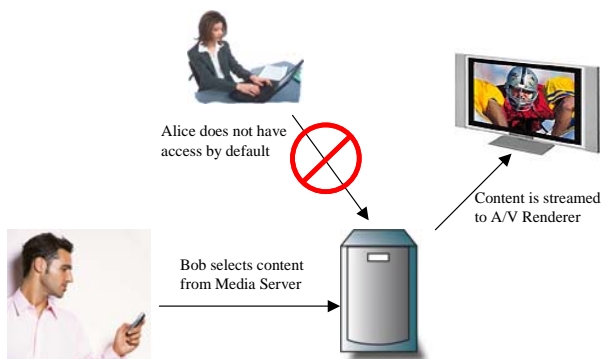 Alice does not have
access by default
Content is streamed
to A/V Renderer
Bob selects content
from Media Server